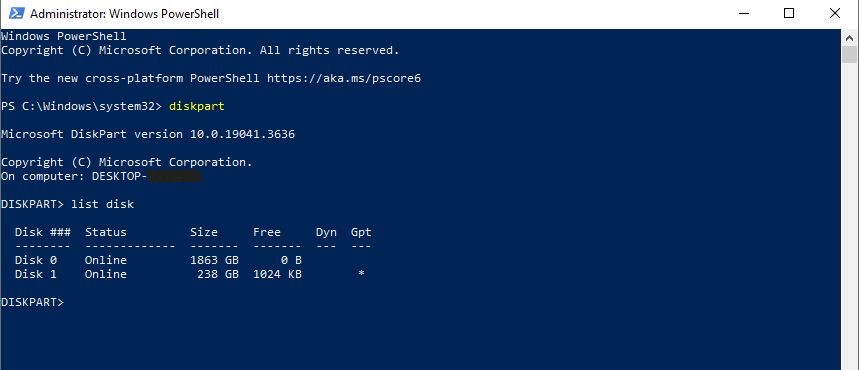 Administrator: Windows PowerShell
Windows PowerShell
Copyright (C) Microsoft Corporation. All rights reserved.
Try the new cross-platform PowerShell https://aka.ms/pscore6
PS C:\Windows\system32> diskpart
Microsoft DiskPart version 10.0.19041.3636
Copyright (C) Microsoft Corporation.
On computer: DESKTOP-
DISKPART> list disk
  Disk ###  Status         Size     Free     Dyn  Gpt
  --------  -------------  -------  -------  ---  ---
  Disk 0    Online         1863 GB      0 B
  Disk 1    Online          238 GB  1024 KB        *
DISKPART>